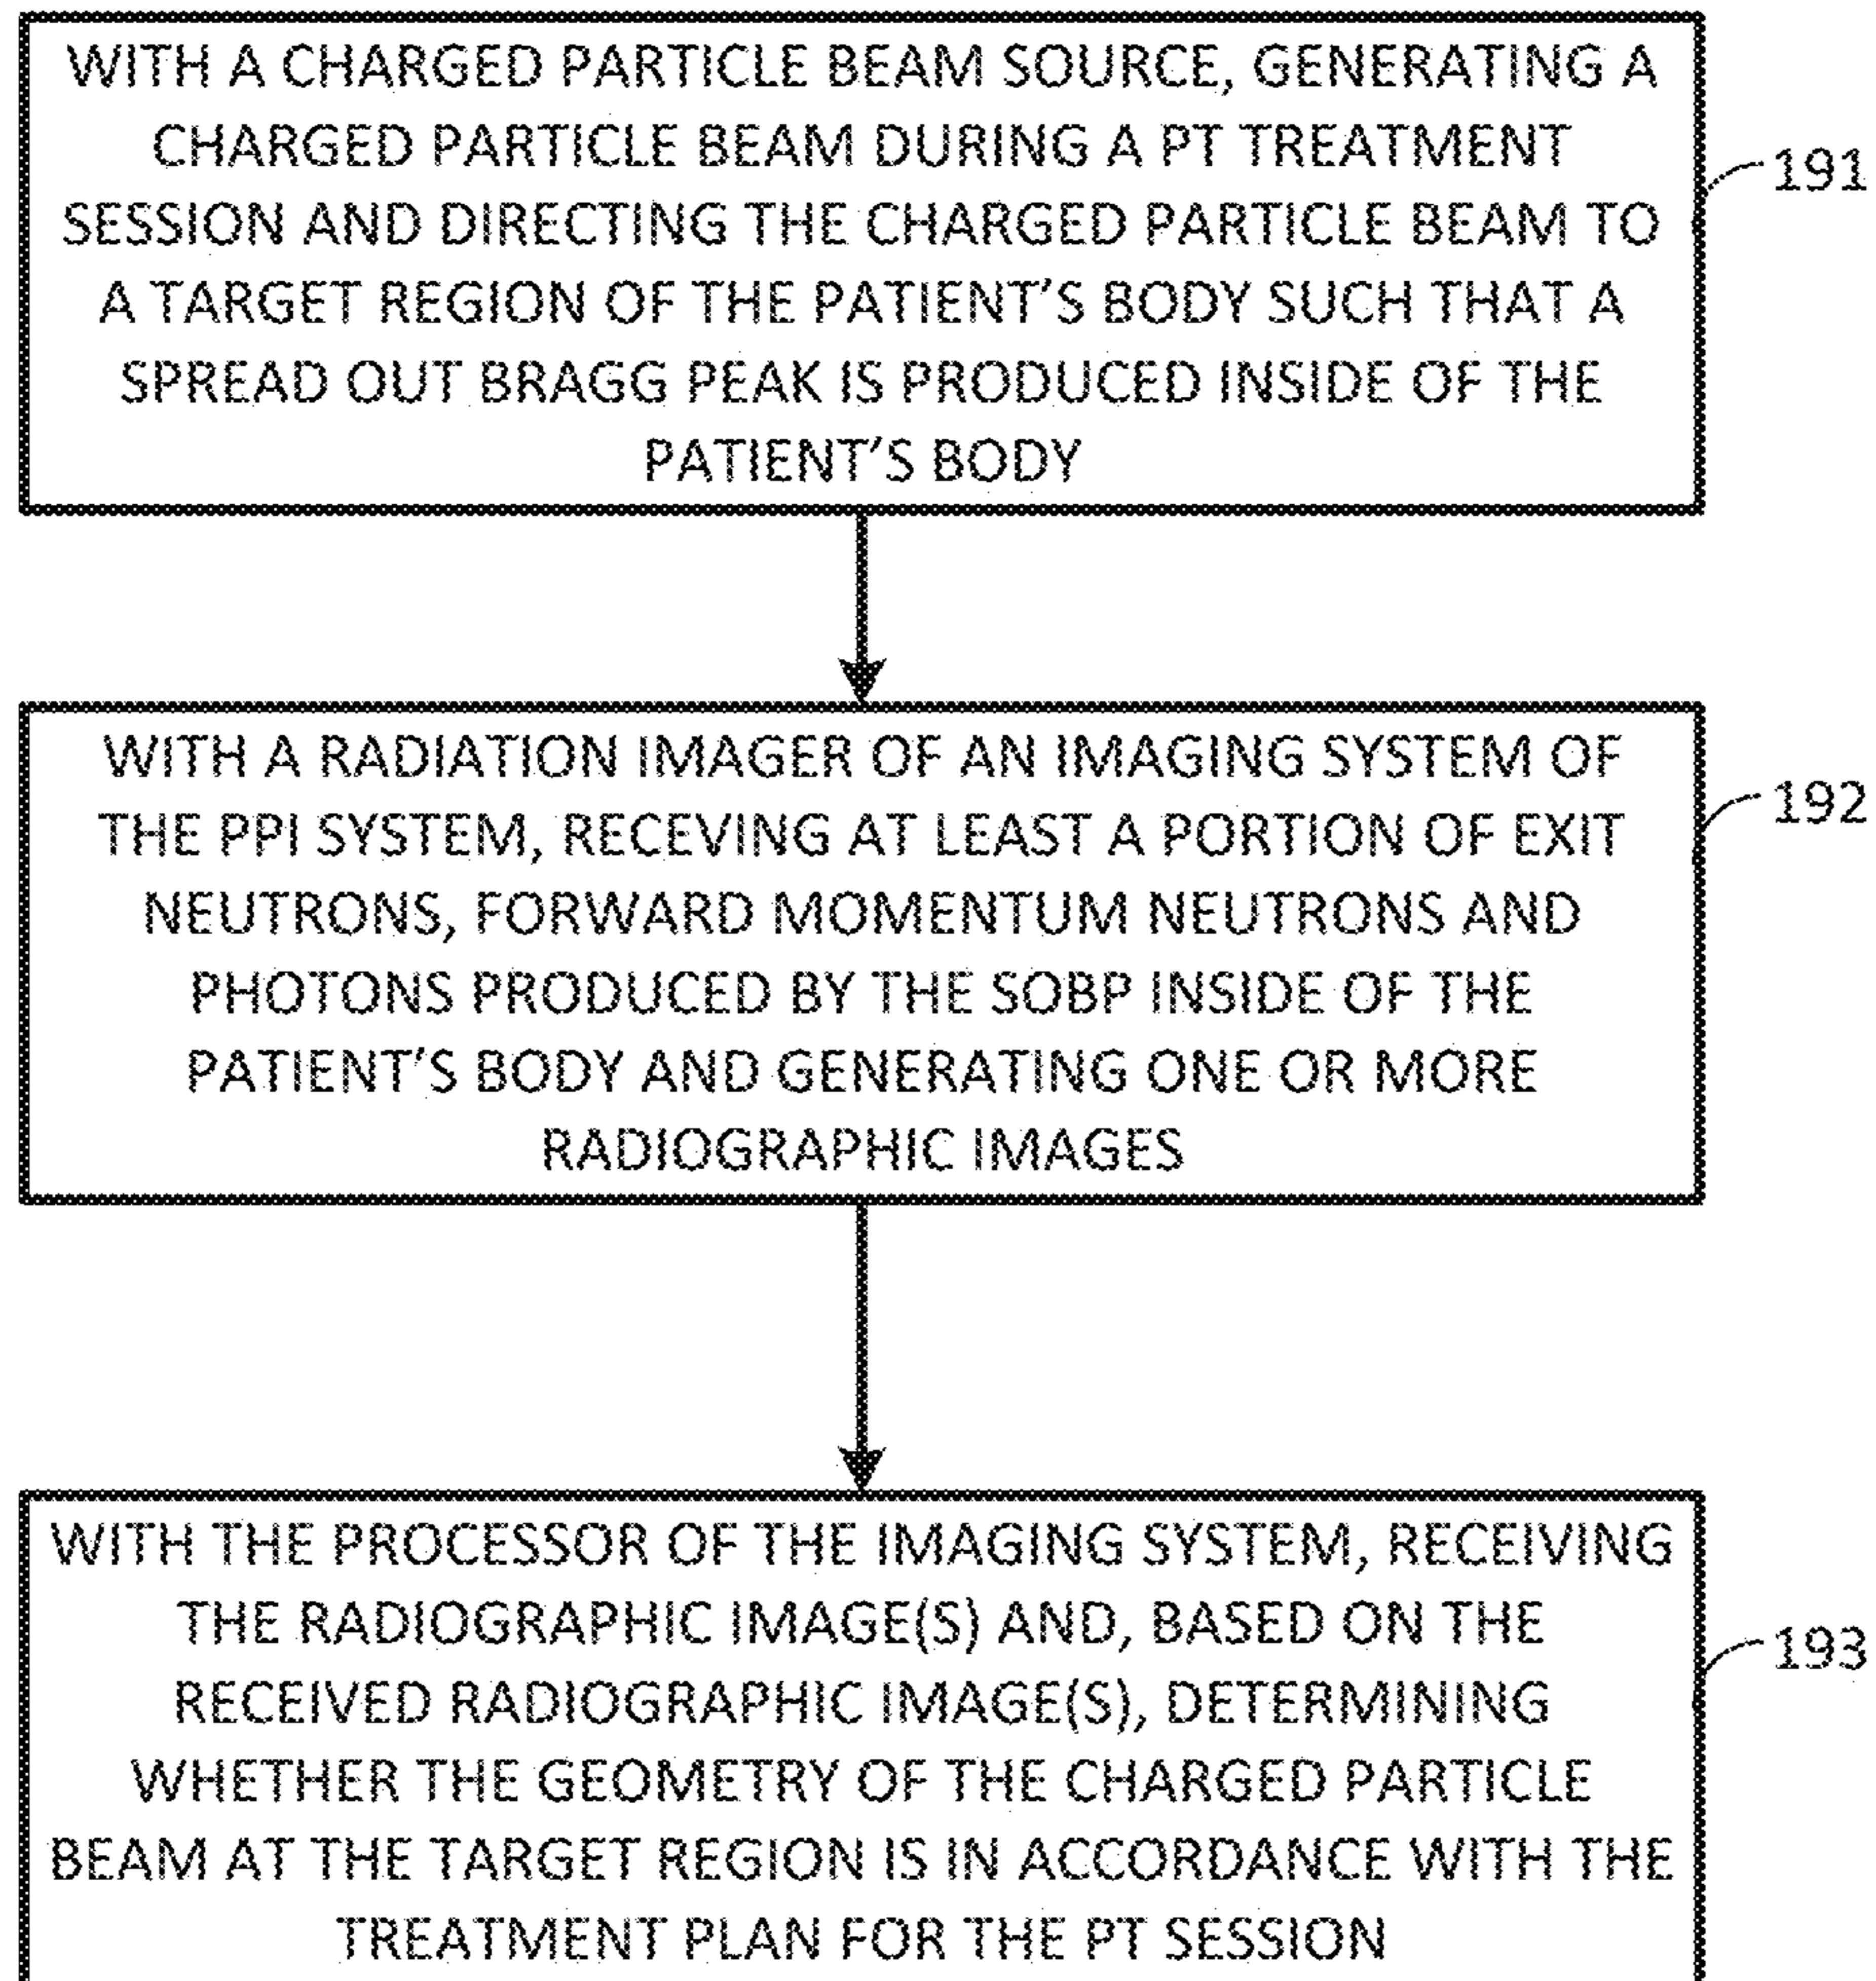 WITH A CHARGED PARTICLE BEAM SOURCE, GENERATING A
CHARGED PARTICLE BEAM DURING A PT TREATMENT
SESSION AND DIRECTING THE CHARGED PARTICLE BEAM TO
A TARGET REGION OF THE PATIENT'S BODY SUCH THAT A
SPREAD OUT BRAGG PEAK IS PRODUCED INSIDE OF THE
PATIENT'S BODY
191
WITH A RADIATION IMAGER OF AN IMAGING SYSTEM OF
THE PPI SYSTEM, RECEVING AT LEAST A PORTION OF EXIT
NEUTRONS, FORWARD MOMENTUM NEUTRONS AND
PHOTONS PRODUCED BY THE SOBP INSIDE OF THE
PATIENT'S BODY AND GENERATING ONE OR MORE
RADIOGRAPHIC IMAGES
192
WITH THE PROCESSOR OF THE IMAGING SYSTEM, RECEIVING
THE RADIOGRAPHIC IMAGE(S) AND, BASED ON THE
RECEIVED RADIOGRAPHIC IMAGE(S), DETERMINING
WHETHER THE GEOMETRY OF THE CHARGED PARTICLE
BEAM AT THE TARGET REGION IS IN ACCORDANCE WITH THE
TREATMENT PLAN FOR THE PT SESSION
193